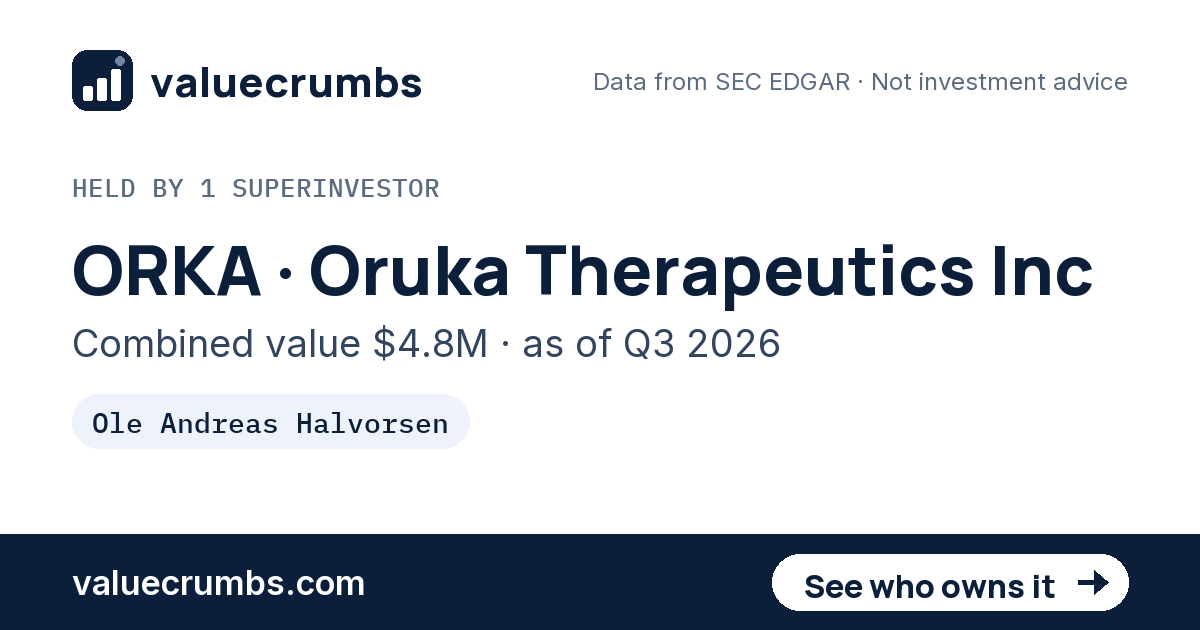 valuecrumbs
Data from SEC EDGAR · Not investment advice
HELD BY 1 SUPERINVESTOR
ORKA · Oruka Therapeutics Inc
Combined value $4.8M · as of Q3 2026
Ole Andreas Halvorsen
valuecrumbs.com
See who owns it →